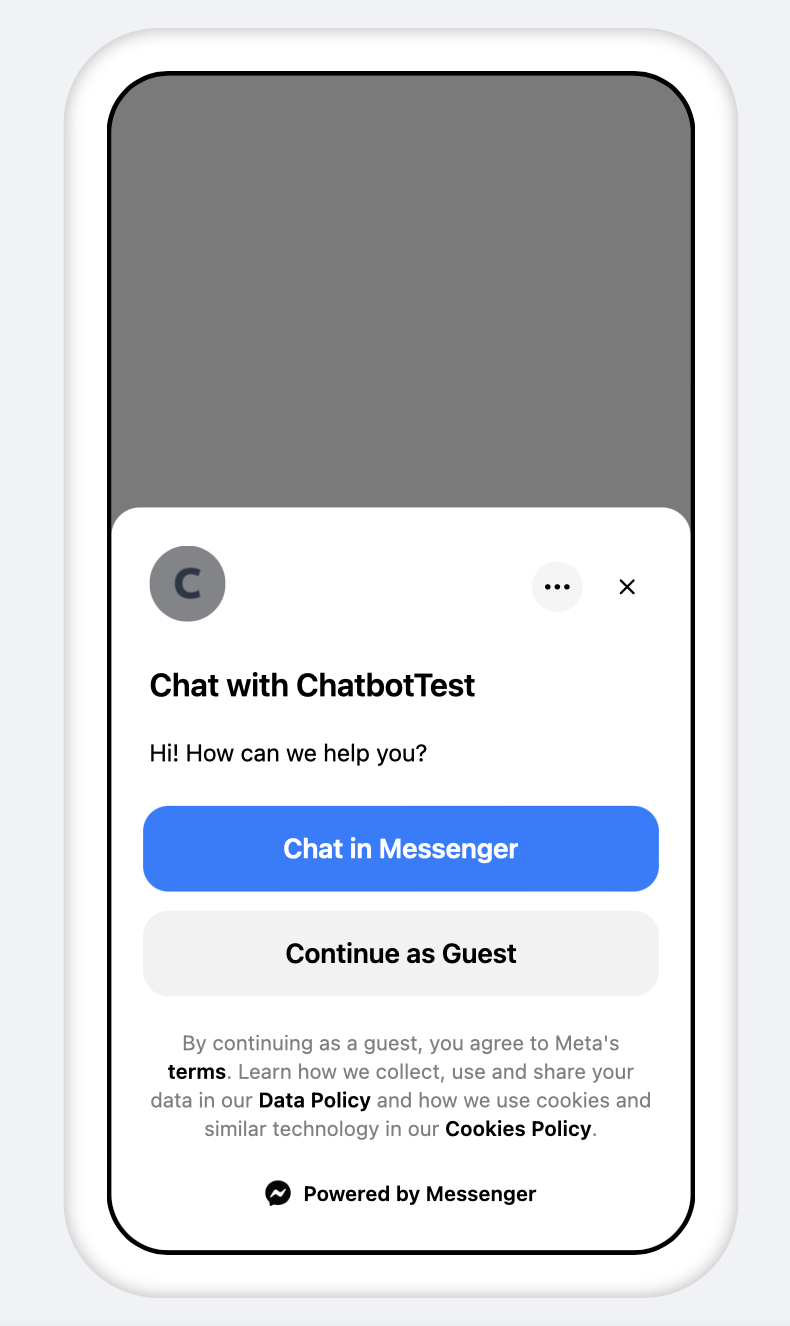 C
Chat with ChatbotTest
Hi! How can we help you?
Chat in Messenger
Continue as Guest
By continuing as a guest, you agree to Meta's
terms. Learn how we collect, use and share your
data in our Data Policy and how we use cookies and
similar technology in our Cookies Policy.
Powered by Messenger